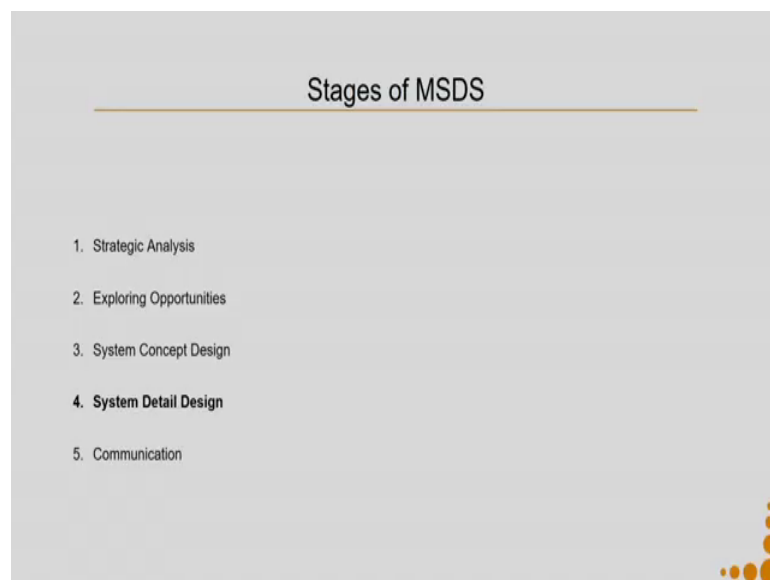 Stages of MSDS
1. Strategic Analysis
2. Exploring Opportunities
3. System Concept Design
4. System Detail Design
5. Communication